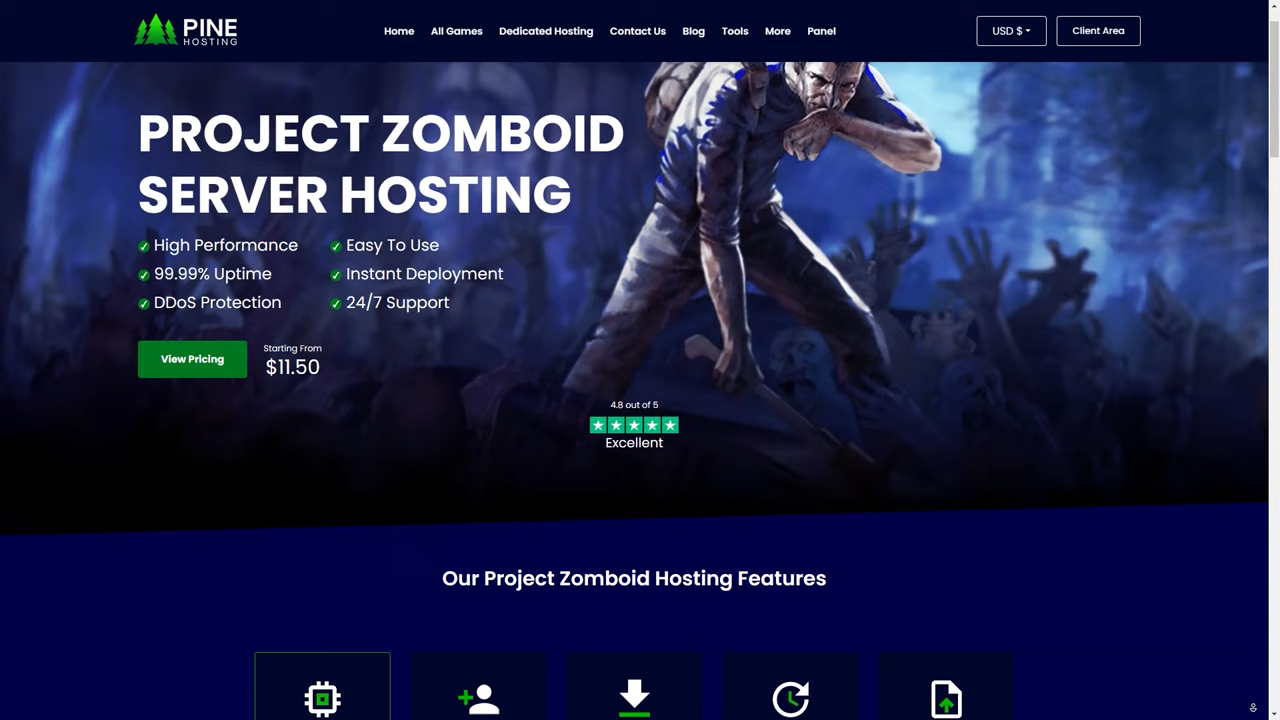 PINE
HOSTING
Home
All Games
Dedicated Hosting
Contact Us
Blog
Tools
More
Panel
USD $
Client Area
PROJECT ZOMBOID
SERVER HOSTING
High Performance
Easy To Use
99.99% Uptime
Instant Deployment
DDoS Protection
24/7 Support
View Pricing
Starting From
$11.50
4.8 out of 5
Excellent
Our Project Zomboid Hosting Features